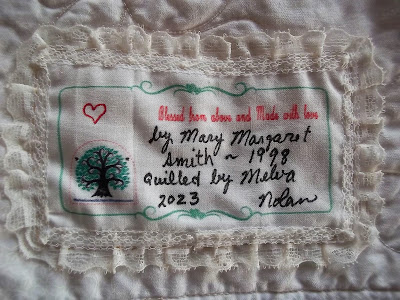 Blessed from above and Made with love
by Mary Margaret
Smith ~ 1998
Quilted by Melva
2023 Nolan